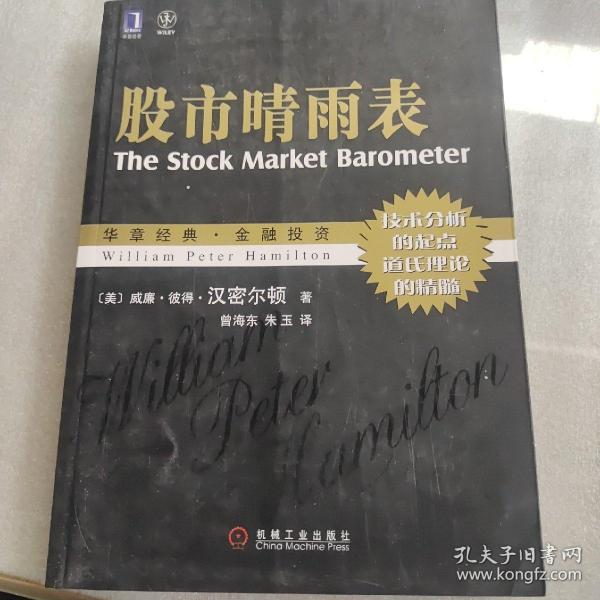 WILEY
股市晴雨表
The Stock Market Barometer
华章经典·金融投资
William Peter Hamilton
技术分析
的起点
道氏理论
的精髓
〔美〕威廉·彼得·汉密尔顿 著
曾海东 朱玉 译
William
Peter
Hamilton
机械工业出版社
China Machine Press
孔夫子旧书网
www.kongfz.com